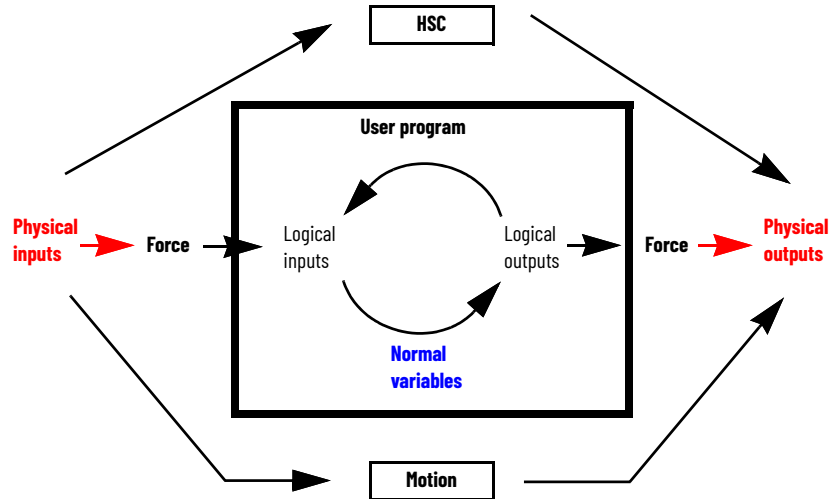 HSC
User program
Physical
inputs
Force
Logical
inputs
Logical
outputs
Force
Physical
outputs
Normal
variables
Motion